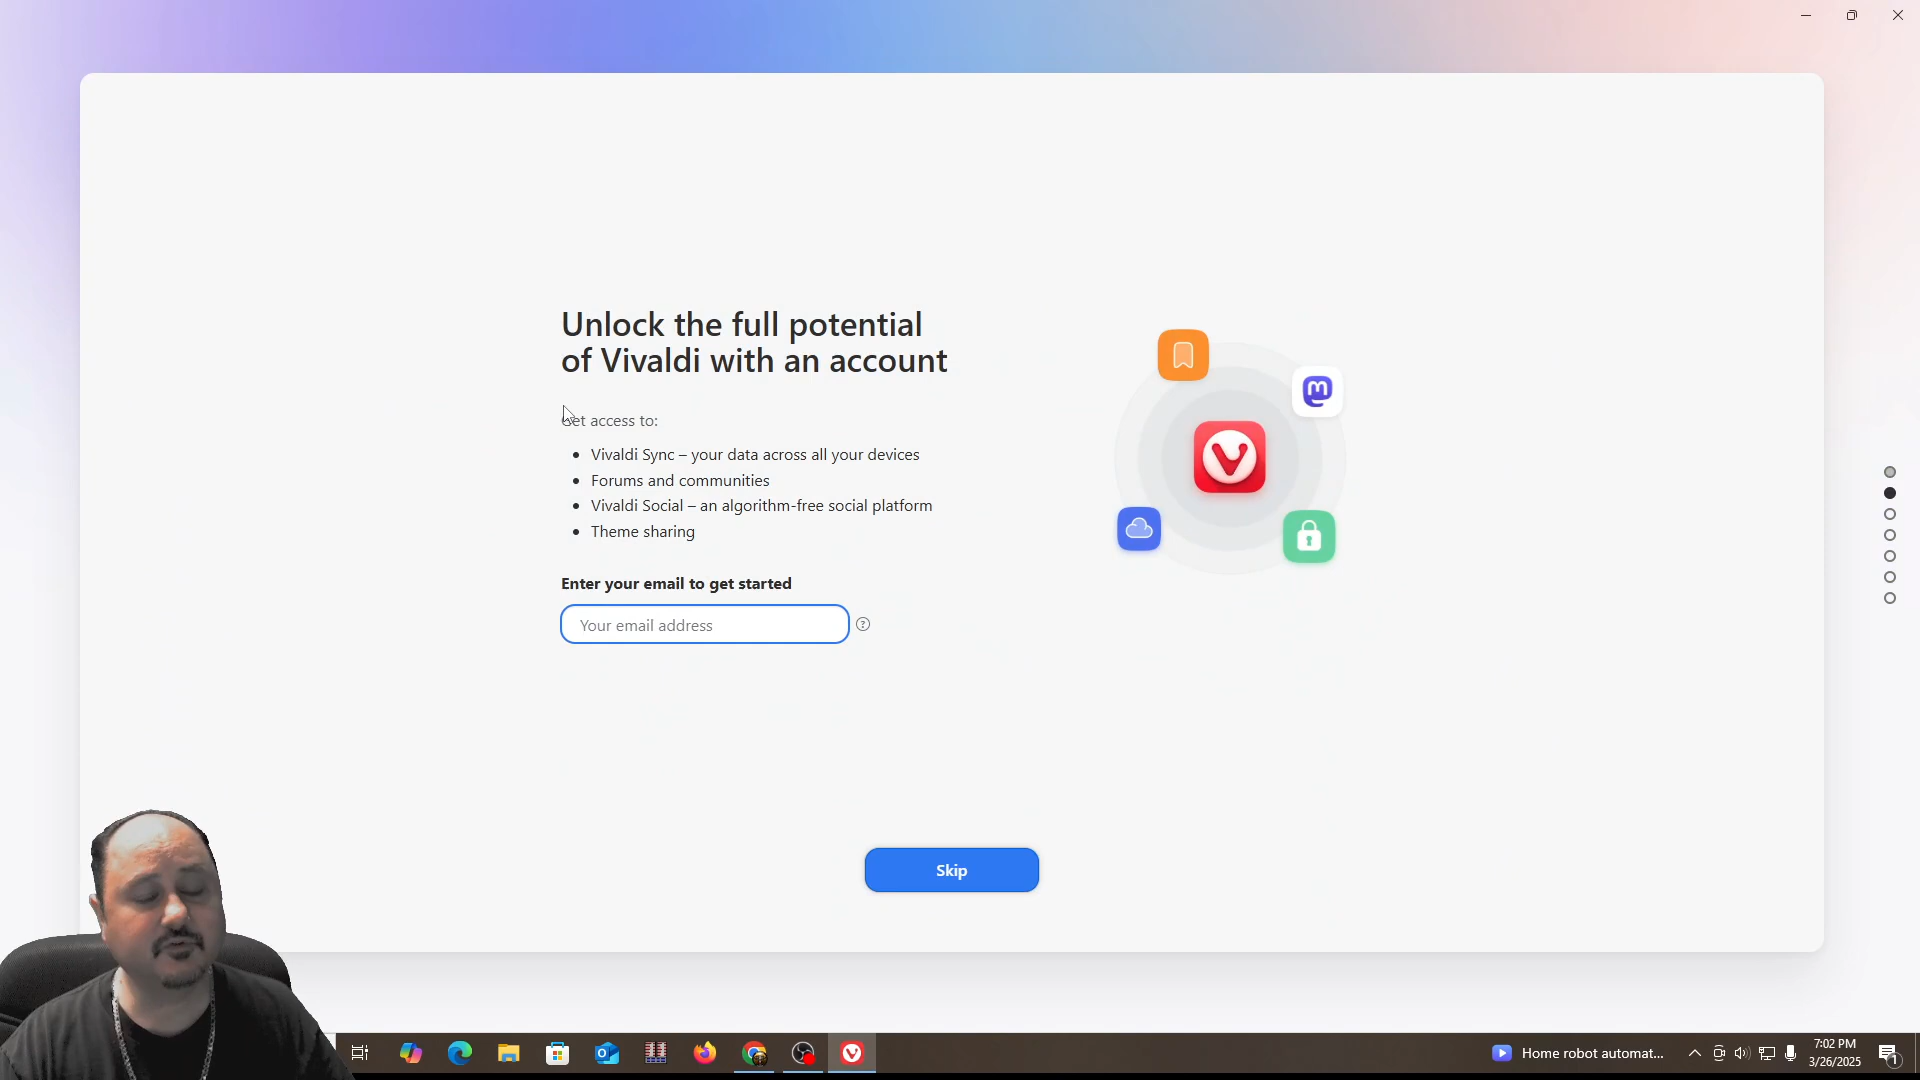 Unlock the full potential
of Vivaldi with an account
Get access to:
• Vivaldi Sync – your data across all your devices
• Forums and communities
• Vivaldi Social – an algorithm-free social platform
• Theme sharing
Enter your email to get started
Your email address
Skip
Home robot automat...
7:02 PM
3/26/2025
1